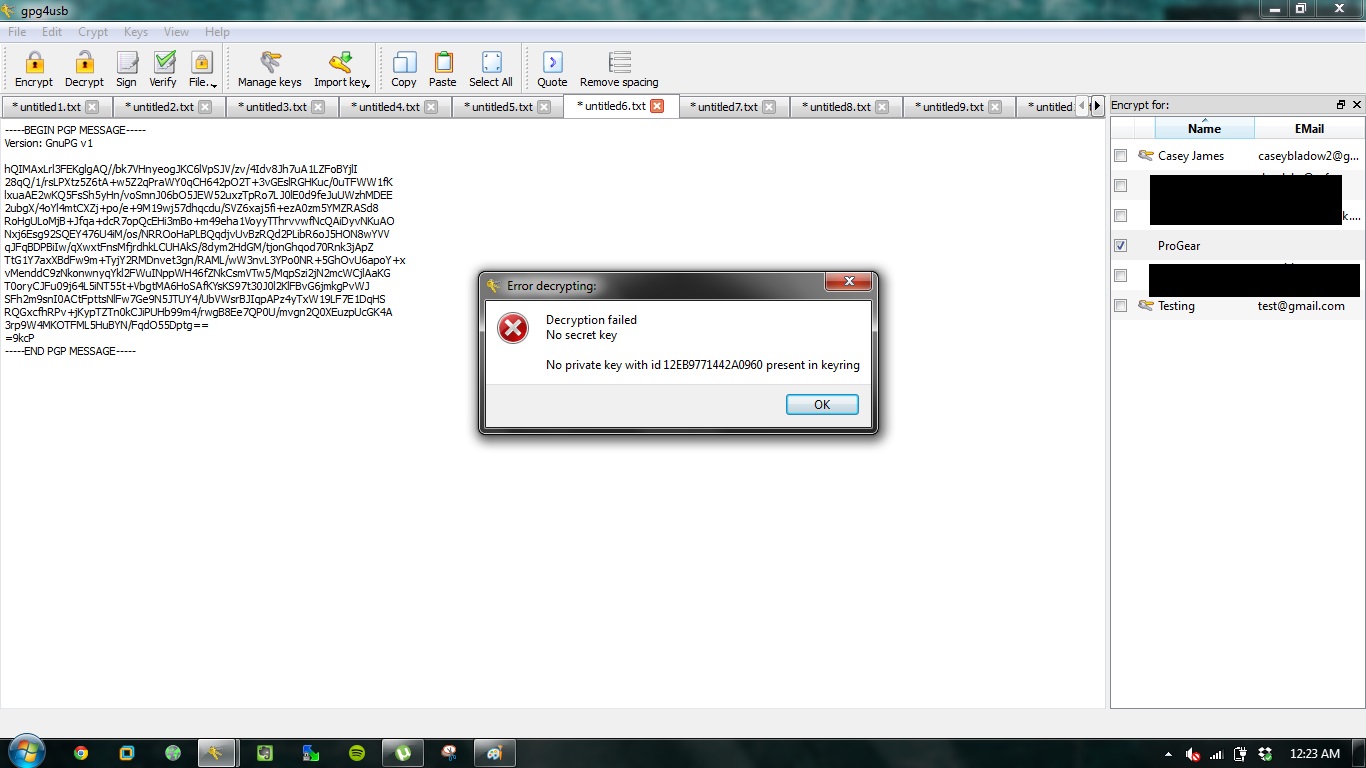 gpg4usb
File Edit Crypt Keys View Help
Encrypt Decrypt Sign Verify File.. Manage keys Import key Copy Paste Select All Quote Remove spacing
* untitled1.txt * untitled2.txt * untitled3.txt * untitled4.txt * untitled5.txt * untitled6.txt * untitled7.txt * untitled8.txt * untitled9.txt * untitled
Encrypt for:
Name EMail
Casey James caseybladow2@g...
k....
ProGear
Testing test@gmail.com
-----BEGIN PGP MESSAGE-----
Version: GnuPG v1
hQIMAxLrl3FEKglgAQ//bk7VHnyeogJKC6lVpSJV/zv/4Idv8Jh7uA1LZFoBYjlI
28qQ/1/rsLPXtz5Z6tA+w5Z2qPraWY0qCH642pO2T+3vGEslRGHKuc/0uTFWW1fK
lxuaAE2wKQ5FsSh5yHn/voSmnJ06bO5JEW52uxzTpRo7LJ0lE0d9feJuUWzhMDEE
2ubgX/4oYl4mtCXZj+po/e+9M19wj57dhqcdu/SVZ6xaj5fi+ezA0zm5YMZRASd8
RoHgULoMjB+Jfqa+dcR7opQcEHi3mBo+m49eha1VoyyTThrvvwfNcQAiDyvNKuAO
Nxj6Esg92SQEY476U4iM/os/NRROoHaPLBQqdjvUvBzRQd2PLibR6oJ5HON8wYVV
qJFqBDPBiIw/qXwxtFnsMfjrdhkLCUHAkS/8dym2HdGM/tjonGhqod70Rnk3jApZ
TtG1Y7axXBdFw9m+TyjY2RMDnvet3gn/RAML/wW3nvL3YPo0NR+5GhOvU6apoY+x
vMenddC9zNkonwnyqYkl2FWuINppWH46fZNkCsmVTw5/MqpSzi2jN2mcWCjlAaKG
T0oryCJFu09j64L5iNT55t+VbgtMA6HoSAfKYsKS97t30J0l2KlFBvG6jmkgPvWJ
SFh2m9snI0ACtFpttsNlFw7Ge9N5JTUY4/UbVWsrBJIqpAPz4yTxW19LF7E1DqHS
RQGxcfhRPv+jKypTZTn0kCJiPUHb99m4/rwgB8Ee7QP0U/mvgn2Q0XEuzpUcGK4A
3rp9W4MKOTFML5HuBYN/FqdO55Dptg==
=9kcP
-----END PGP MESSAGE-----
Error decrypting:
Decryption failed
No secret key
No private key with id 12EB9771442A0960 present in keyring
OK
12:23 AM